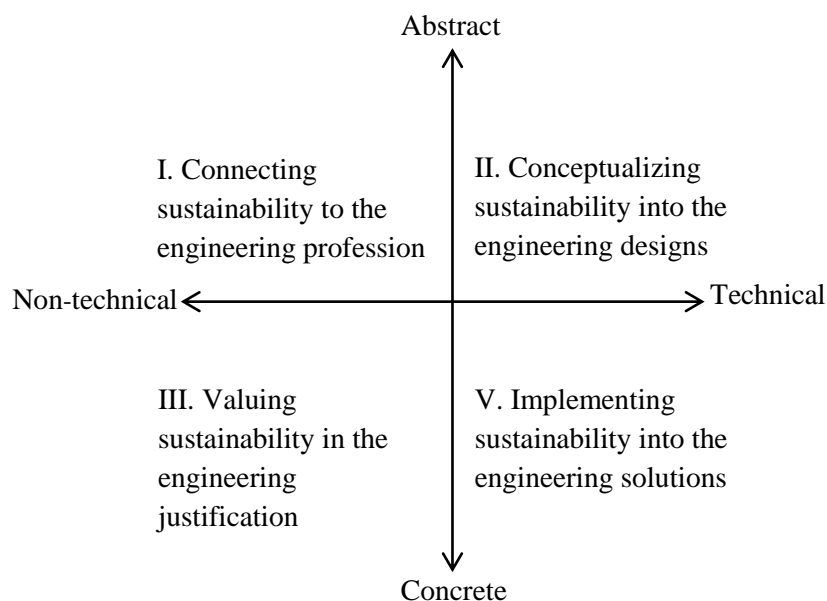 Abstract
I. Connecting
sustainability to the
engineering profession
II. Conceptualizing
sustainability into the
engineering designs
Non-technical
Technical
III. Valuing
sustainability in the
engineering
justification
V. Implementing
sustainability into the
engineering solutions
Concrete